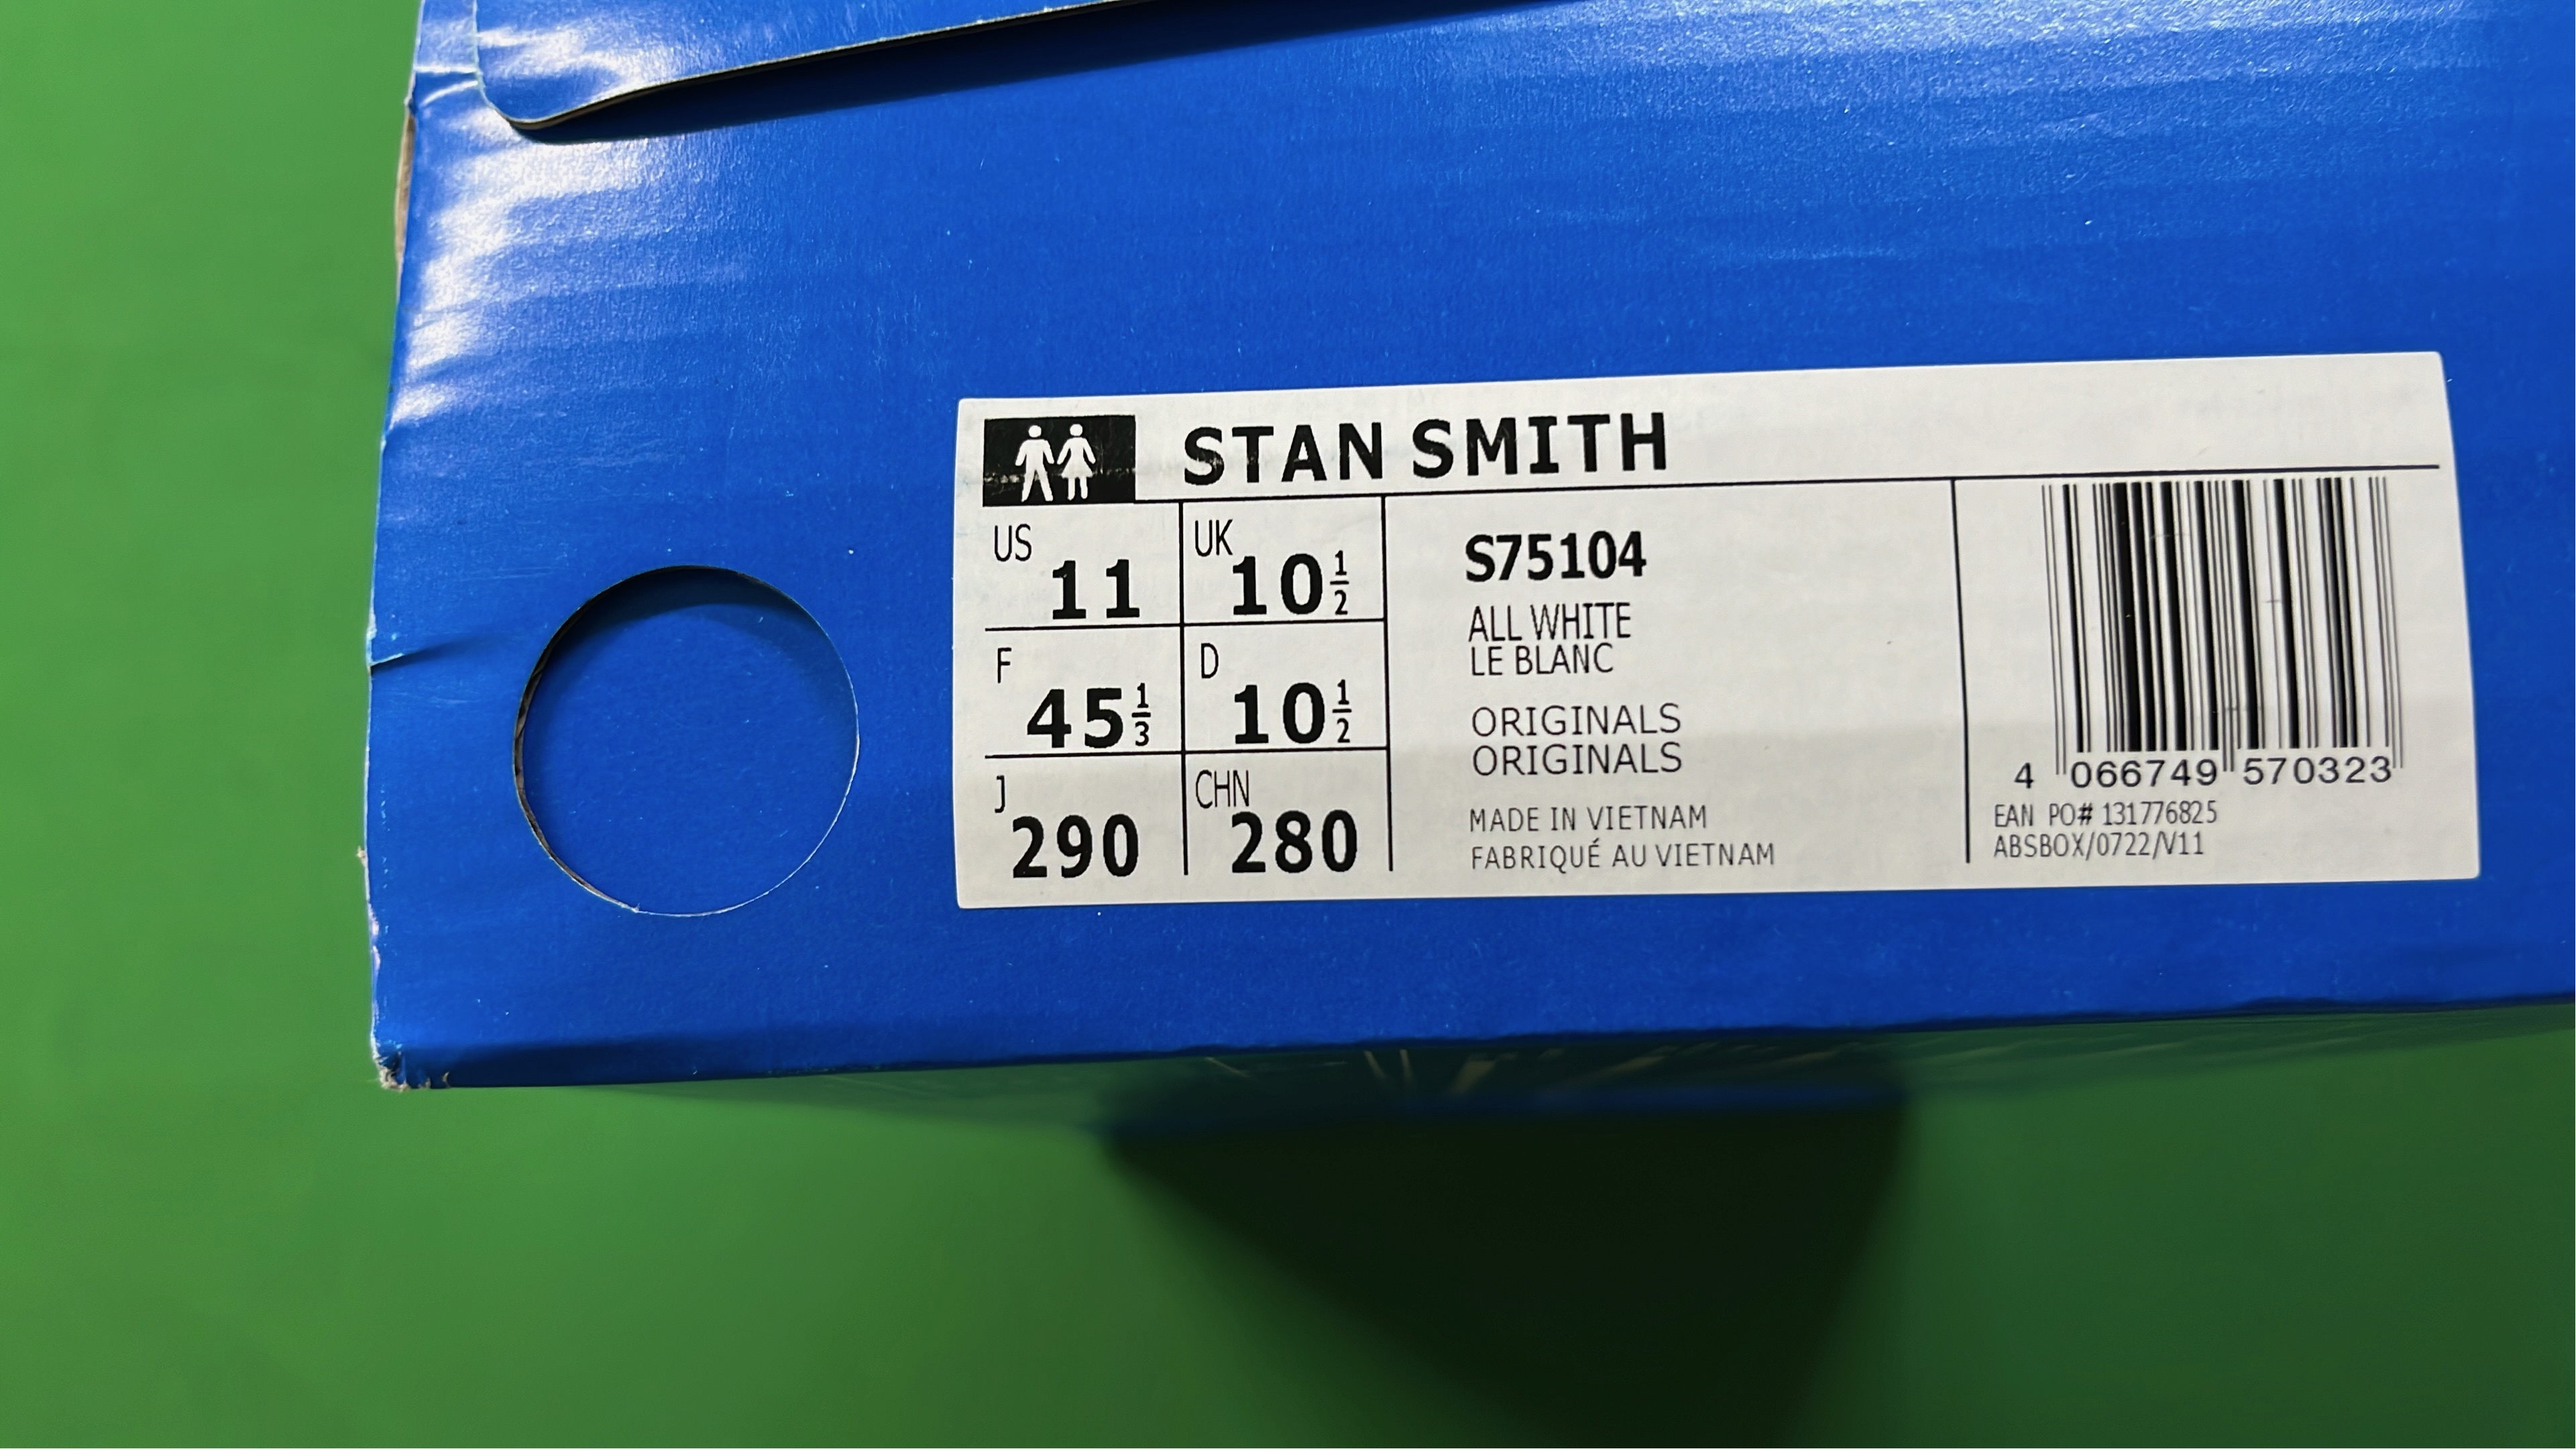 STAN SMITH
US 11 UK 10 1/2
F 45 1/3 D 10 1/2
J 290 CHN 280
S75104
ALL WHITE
LE BLANC
ORIGINALS
ORIGINALS
MADE IN VIETNAM
FABRIQUÉ AU VIETNAM
4 066749 570323
EAN PO# 131776825
ABSBOX/0722/V11